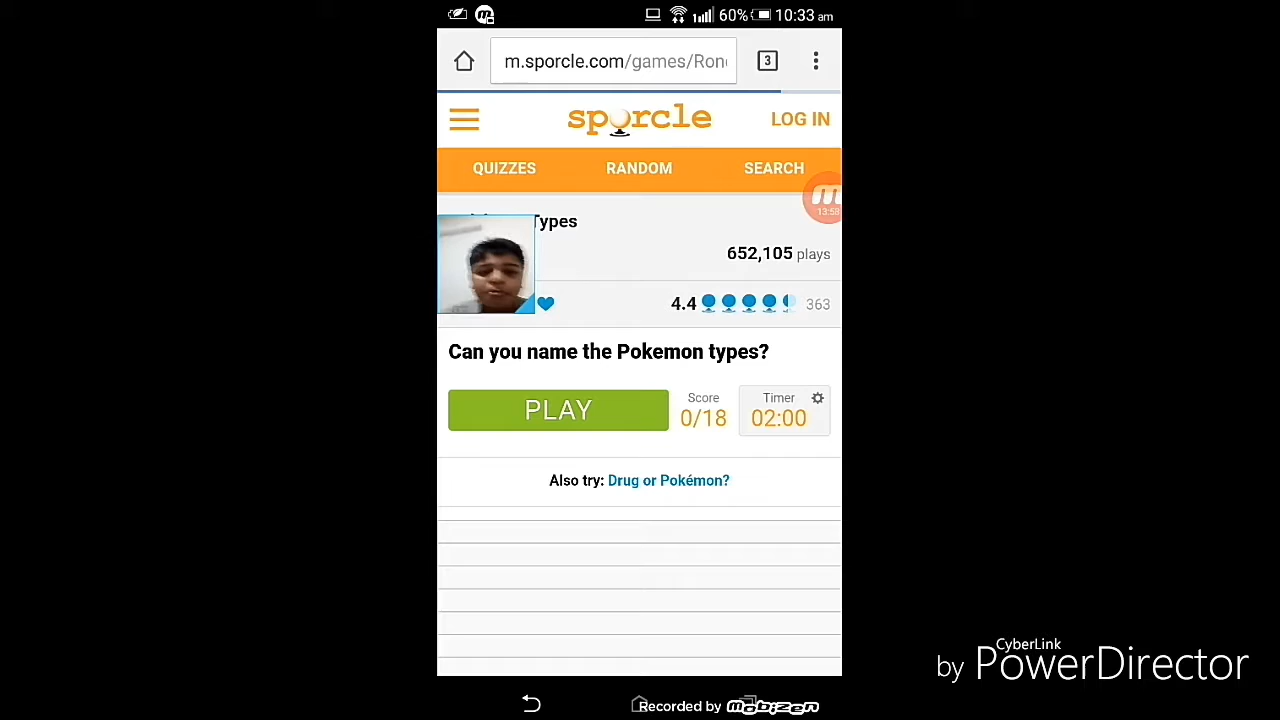 60% 10:33 am
m.sporcle.com/games/Ron
3
sporcle
LOG IN
QUIZZES RANDOM SEARCH
13:58
Types
652,105 plays
4.4 363
Can you name the Pokemon types?
PLAY
Score
0/18
Timer
02:00
Also try: Drug or Pokémon?
CyberLink
by PowerDirector
Recorded by mobizen